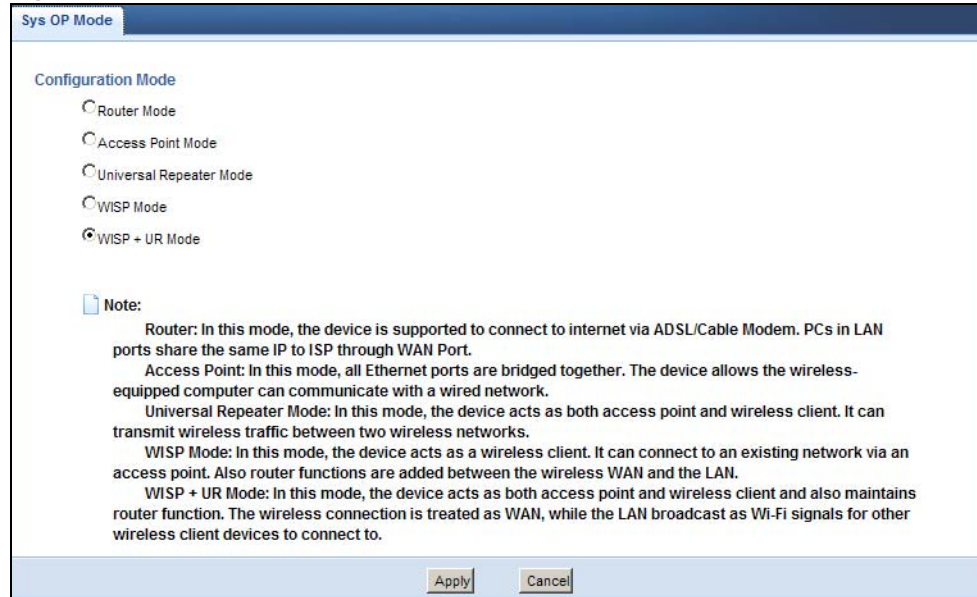 Sys OP Mode
Configuration Mode
Router Mode
Access Point Mode
Universal Repeater Mode
WISP Mode
WISP + UR Mode
Note:
Router: In this mode, the device is supported to connect to internet via ADSL/Cable Modem. PCs in LAN
ports share the same IP to ISP through WAN Port.
Access Point: In this mode, all Ethernet ports are bridged together. The device allows the wireless-
equipped computer can communicate with a wired network.
Universal Repeater Mode: In this mode, the device acts as both access point and wireless client. It can
transmit wireless traffic between two wireless networks.
WISP Mode: In this mode, the device acts as a wireless client. It can connect to an existing network via an
access point. Also router functions are added between the wireless WAN and the LAN.
WISP + UR Mode: In this mode, the device acts as both access point and wireless client and also maintains
router function. The wireless connection is treated as WAN, while the LAN broadcast as Wi-Fi signals for other
wireless client devices to connect to.
Apply Cancel